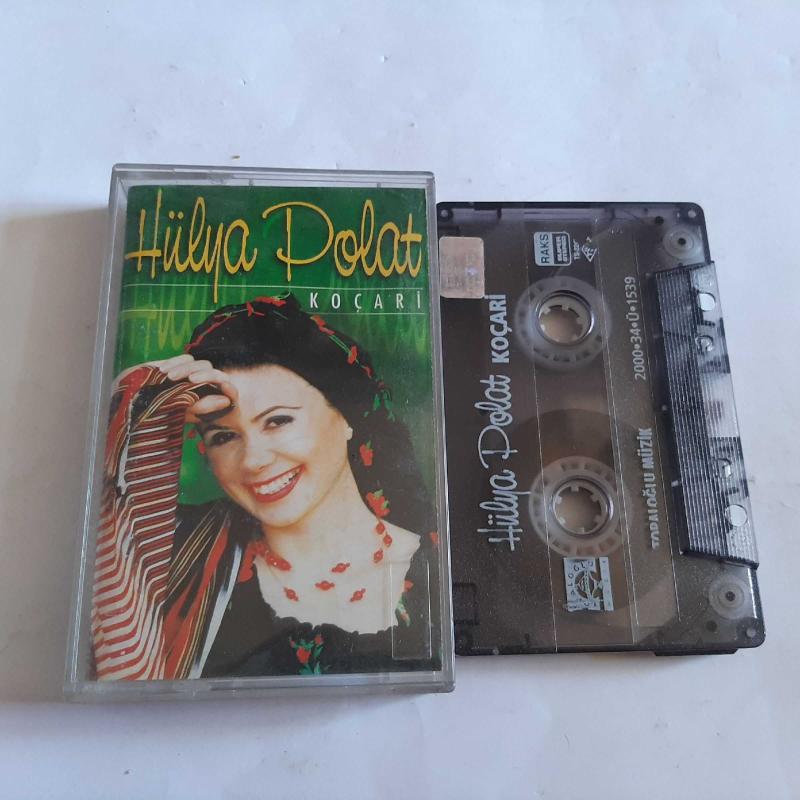 Hülya Polat
KOÇARİ
Hülya Polat KOÇARİ
RAKS
TOPALOĞLU MÜZİK
2000•34•Ü•1539